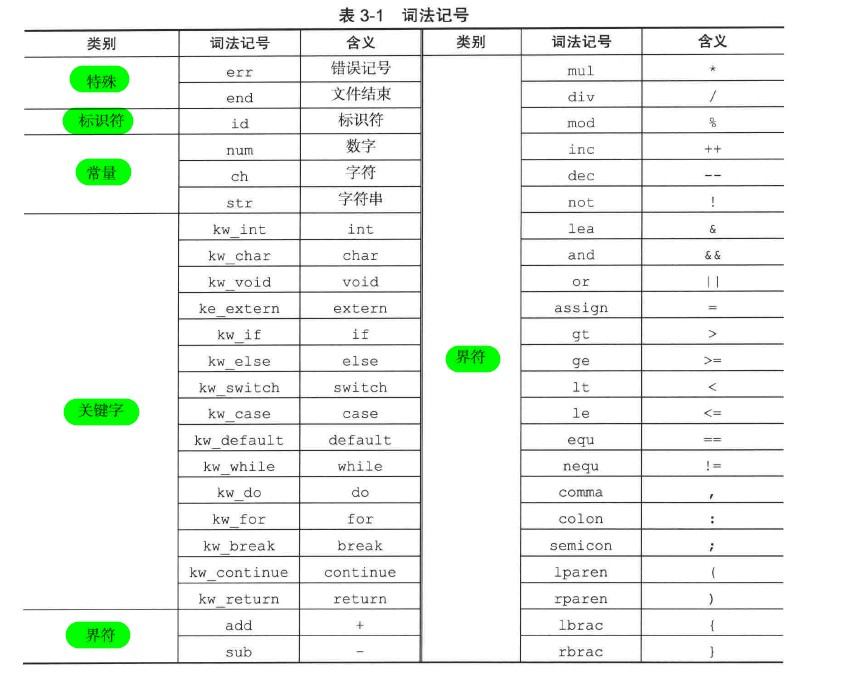 表 3-1 词法记号
类别 词法记号 含义 类别 词法记号 含义
特殊 err 错误记号 界符 mul *
end 文件结束 div /
标识符 id 标识符 mod %
常量 num 数字 inc ++
ch 字符 dec --
str 字符串 not !
关键字 kw_int int lea &
kw_char char and &&
kw_void void or ||
ke_extern extern assign =
kw_if if gt >
kw_else else ge >=
kw_switch switch lt <
kw_case case le <=
kw_default default equ ==
kw_while while nequ !=
kw_do do comma ,
kw_for for colon :
kw_break break semicon ;
kw_continue continue lparen (
kw_return return rparen )
界符 add + lbrac {
sub - rbrac }